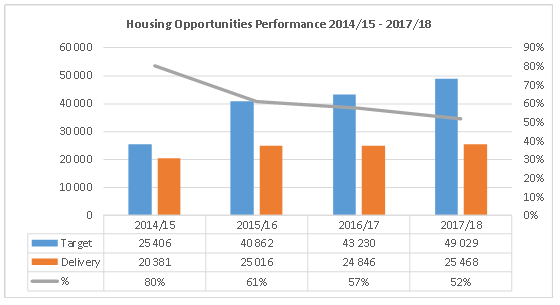 Housing Opportunities Performance 2014/15 - 2017/18
60 000 90%
50 000 80%
40 000 70%
30 000 60%
20 000 50%
10 000 40%
0 30%
20%
10%
0%
2014/15 2015/16 2016/17 2017/18
Target 25 406 40 862 43 230 49 029
Delivery 20 381 25 016 24 846 25 468
% 80% 61% 57% 52%